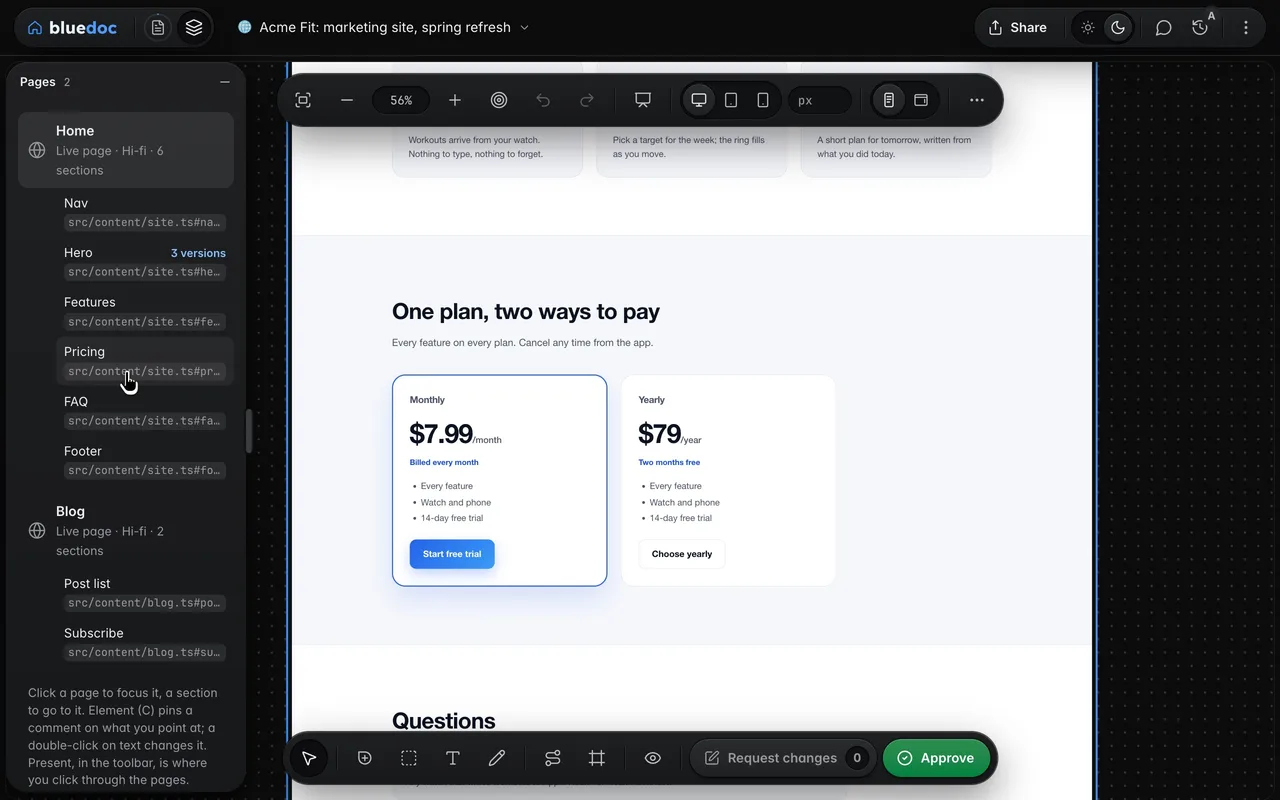 bluedoc
Acme Fit: marketing site, spring refresh
Share
A
Pages 2
Home
Live page · Hi-fi · 6
sections
Nav
src/content/site.ts#na…
Hero
3 versions
src/content/site.ts#he…
Features
src/content/site.ts#fe…
Pricing
src/content/site.ts#pr…
FAQ
src/content/site.ts#fa…
Footer
src/content/site.ts#fo…
Blog
Live page · Hi-fi · 2
sections
Post list
src/content/blog.ts#po…
Subscribe
src/content/blog.ts#su…
Click a page to focus it, a section
to go to it. Element (C) pins a
comment on what you point at; a
double-click on text changes it.
Present, in the toolbar, is where
you click through the pages.
56%
px
Workouts arrive from your watch.
Nothing to type, nothing to forget.
Pick a target for the week; the ring fills
as you move.
A short plan for tomorrow, written from
what you did today.
One plan, two ways to pay
Every feature on every plan. Cancel any time from the app.
Monthly
$7.99/month
Billed every month
• Every feature
• Watch and phone
• 14-day free trial
Start free trial
Yearly
$79/year
Two months free
• Every feature
• Watch and phone
• 14-day free trial
Choose yearly
Questions
Request changes 0
Approve